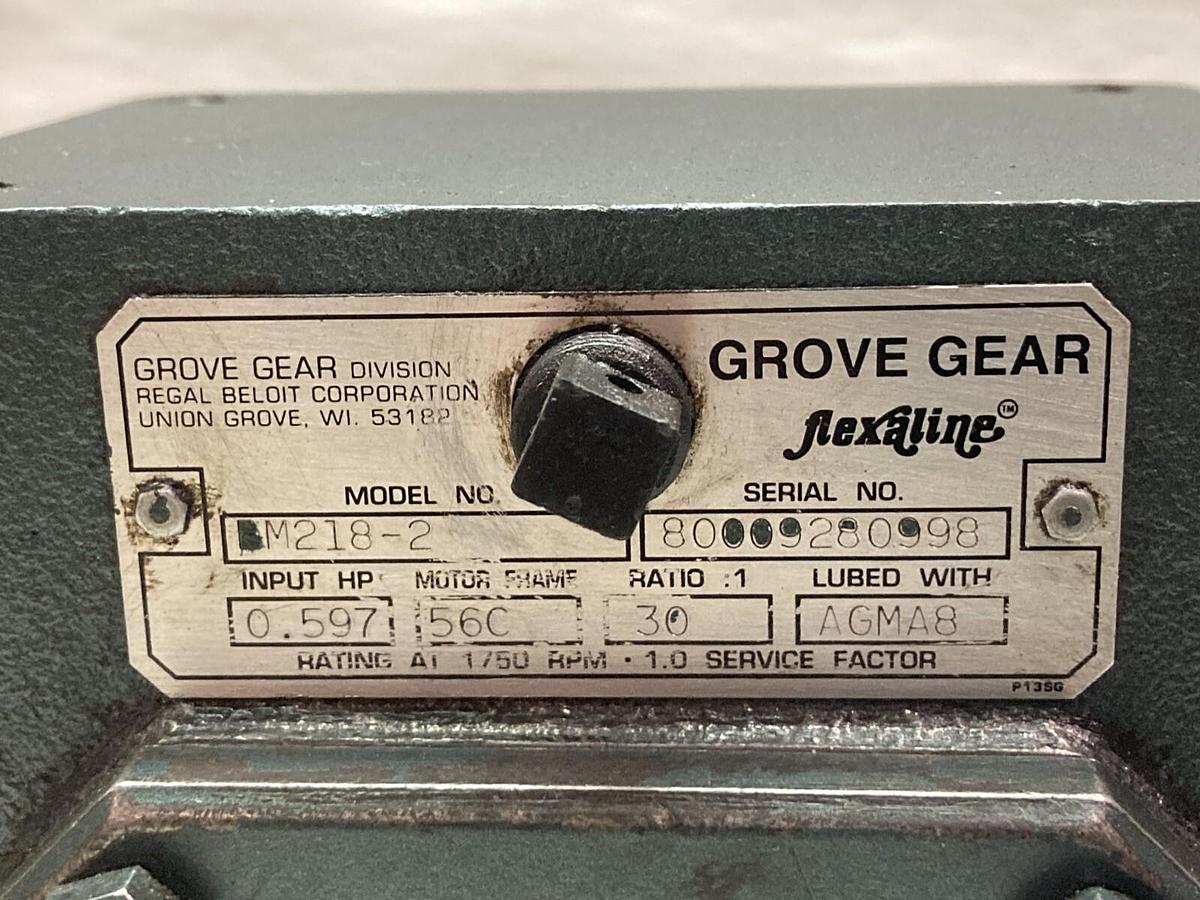 GROVE GEAR DIVISION
REGAL BELOIT CORPORATION
UNION GROVE, WI. 53182
GROVE GEAR
flexaline™
MODEL NO.
M218-2
SERIAL NO.
80009280998
INPUT HP
0.597
MOTOR FRAME
56C
RATIO :1
30
LUBED WITH
AGMA8
RATING AT 1750 RPM · 1.0 SERVICE FACTOR
P13SG